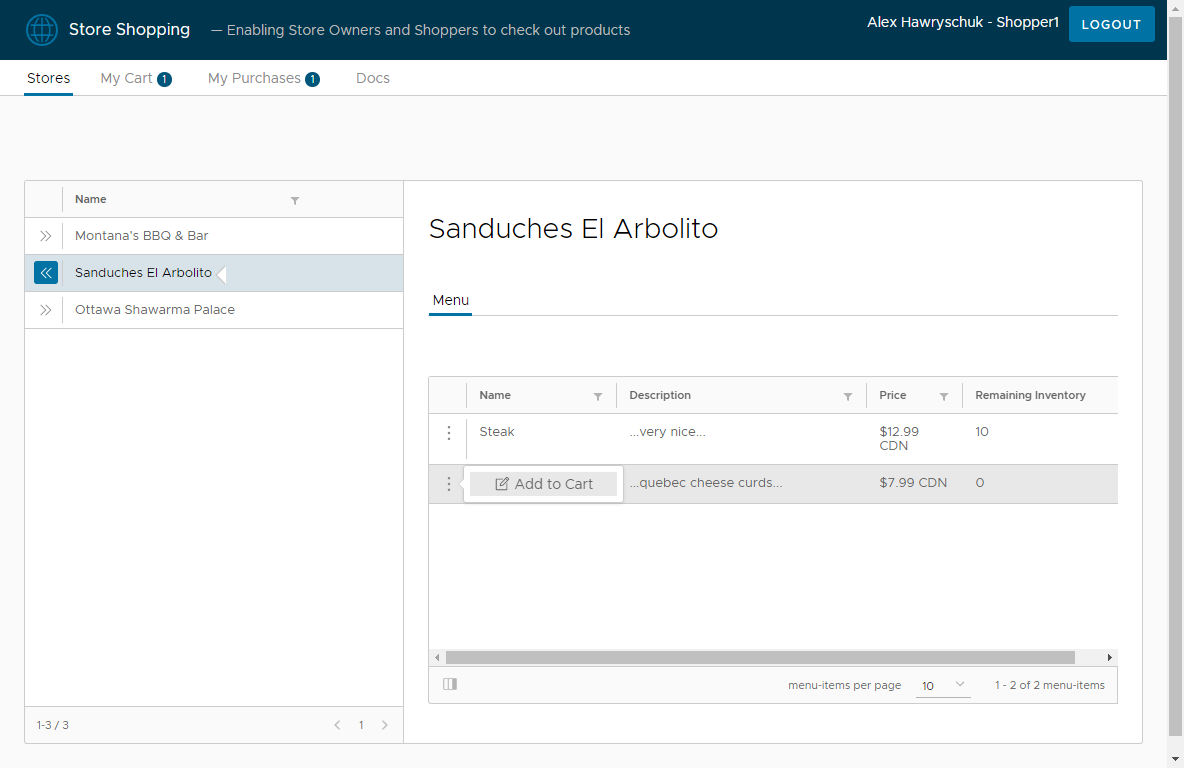 Store Shopping — Enabling Store Owners and Shoppers to check out products
Alex Hawryschuk - Shopper1 LOGOUT
Stores My Cart 1 My Purchases 1 Docs
Name
Montana's BBQ & Bar
Sanduches El Arbolito
Ottawa Shawarma Palace
1-3 / 3 1
Sanduches El Arbolito
Menu
Name Description Price Remaining Inventory
Steak ...very nice... $12.99 10
CDN
Add to Cart ...quebec cheese curds... $7.99 CDN 0
menu-items per page 10 1 - 2 of 2 menu-items